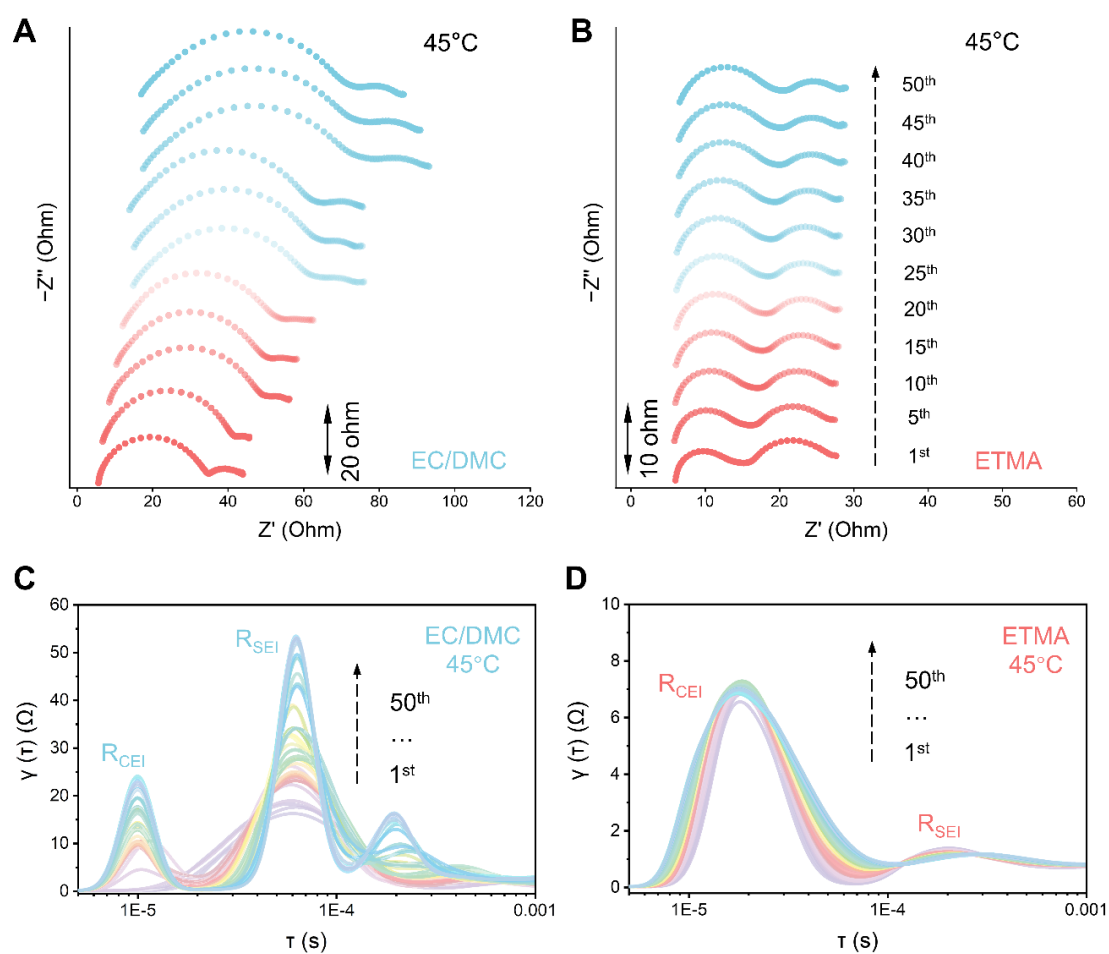 A
45°C
−Z'' (Ohm)
20 ohm
EC/DMC
0
20
40
60
80
100
120
Z' (Ohm)
B
45°C
−Z'' (Ohm)
50th
45th
40th
35th
30th
25th
20th
15th
10th
5th
1st
10 ohm
ETMA
0
10
20
30
40
50
60
Z' (Ohm)
C
γ (τ) (Ω)
60
50
40
30
20
10
0
EC/DMC
45°C
RSEI
RCEI
50th
...
1st
1E-5
1E-4
0.001
τ (s)
D
γ (τ) (Ω)
10
8
6
4
2
0
ETMA
45°C
RCEI
50th
...
1st
RSEI
1E-5
1E-4
0.001
τ (s)